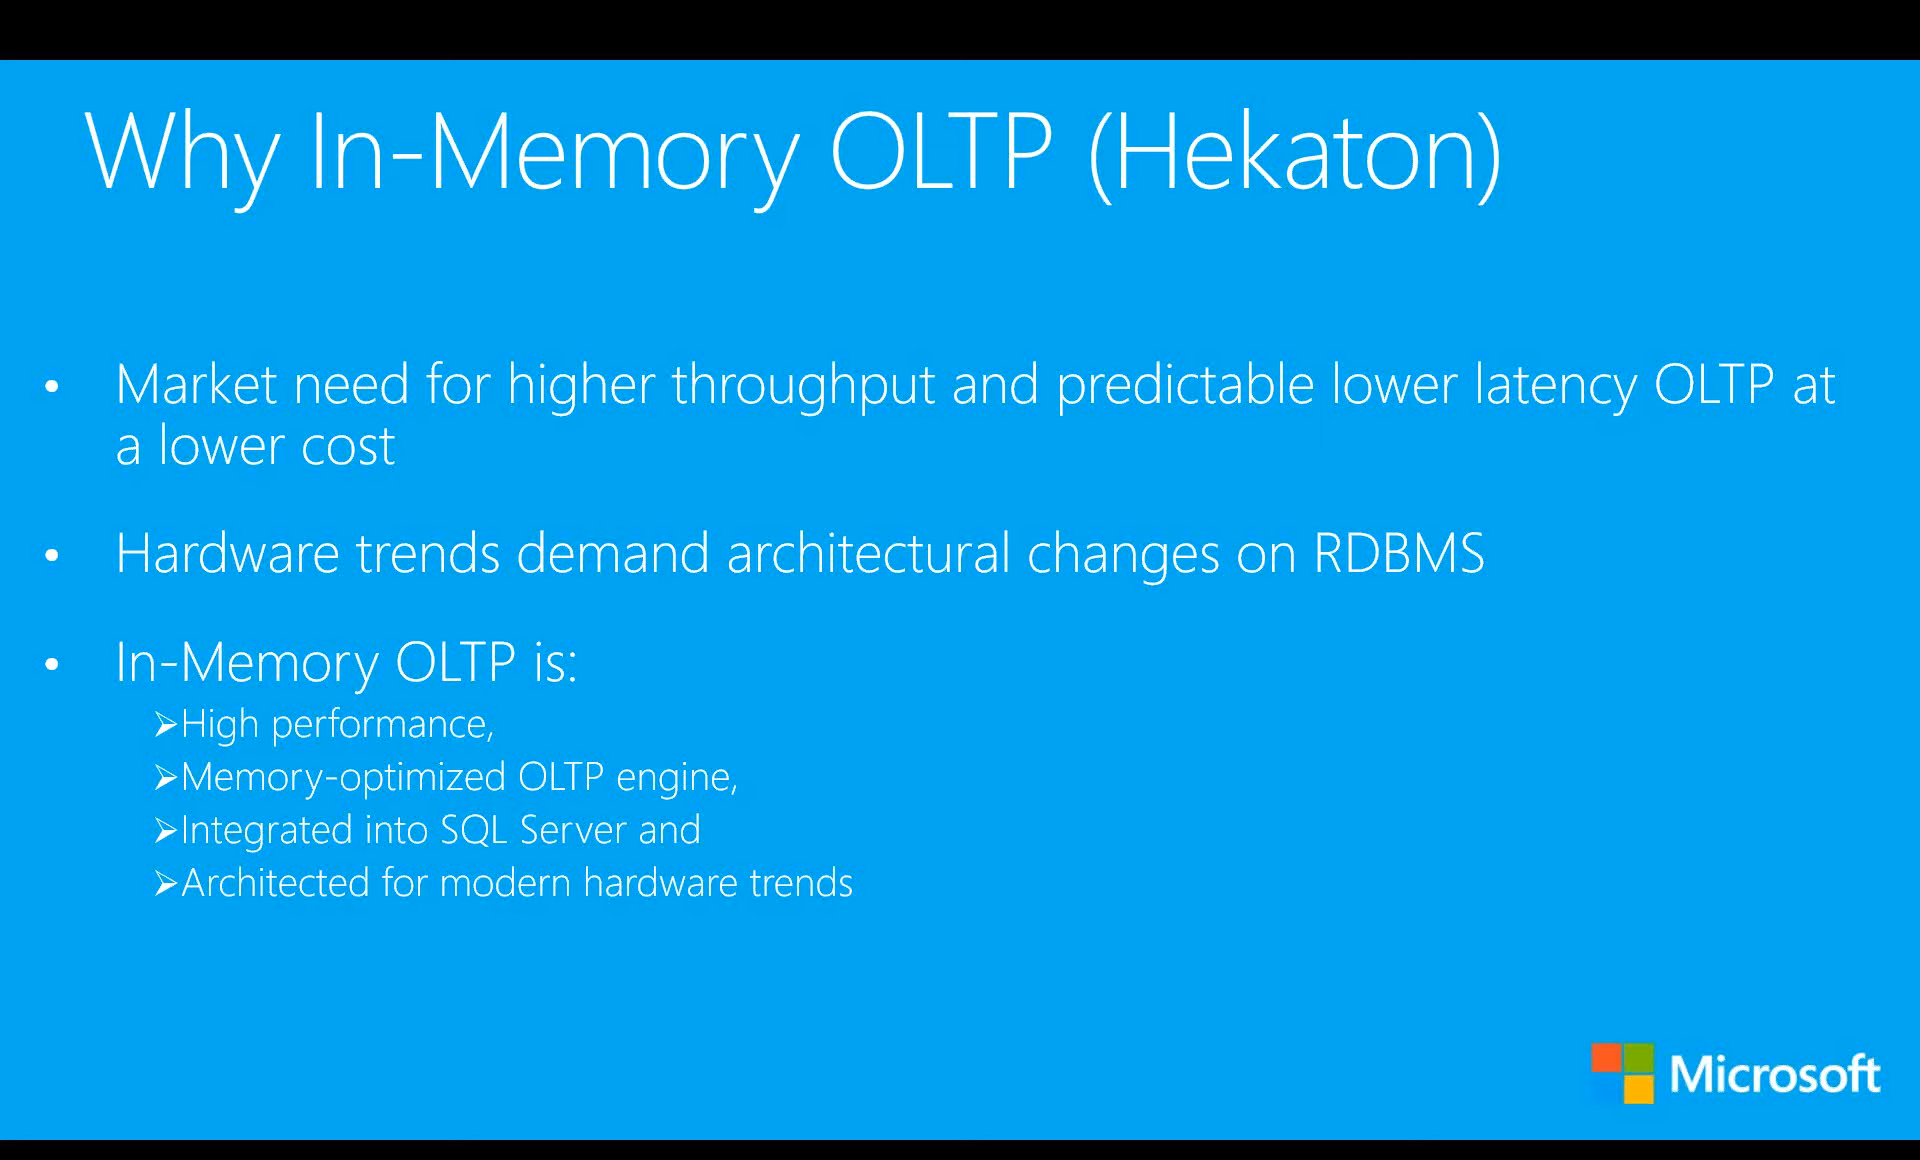 Why In-Memory OLTP (Hekaton)
• Market need for higher throughput and predictable lower latency OLTP at
a lower cost
• Hardware trends demand architectural changes on RDBMS
• In-Memory OLTP is:
➢High performance,
➢Memory-optimized OLTP engine,
➢Integrated into SQL Server and
➢Architected for modern hardware trends
Microsoft